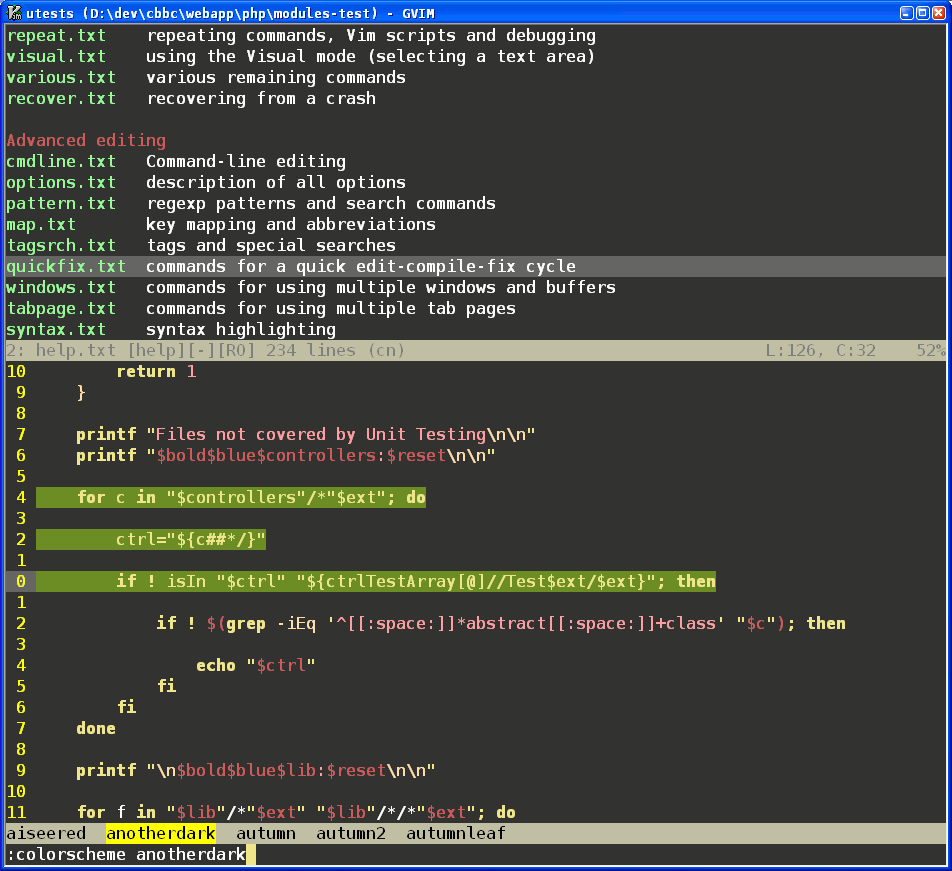 utests (D:\dev\cbbc\webapp\php\modules-test) - GVIM
repeat.txt    repeating commands, Vim scripts and debugging
visual.txt    using the Visual mode (selecting a text area)
various.txt   various remaining commands
recover.txt   recovering from a crash
Advanced editing
cmdline.txt   Command-line editing
options.txt   description of all options
pattern.txt   regexp patterns and search commands
map.txt       key mapping and abbreviations
tagsrch.txt   tags and special searches
quickfix.txt  commands for a quick edit-compile-fix cycle
windows.txt   commands for using multiple windows and buffers
tabpage.txt   commands for using multiple tab pages
syntax.txt    syntax highlighting
2: help.txt [help][-][RO] 234 lines (cn)                                    L:126, C:32    52%
10         return 1
 9     }
 8
 7     printf "Files not covered by Unit Testing\n\n"
 6     printf "$bold$blue$controllers:$reset\n\n"
 5
 4     for c in "$controllers"/*"$ext"; do
 3
 2         ctrl="${c##*/}"
 1
 0         if ! isIn "$ctrl" "${ctrlTestArray[@]//Test$ext/$ext}"; then
 1
 2             if ! $(grep -iEq '^[[:space:]]*abstract[[:space:]]+class' "$c"); then
 3
 4                 echo "$ctrl"
 5             fi
 6         fi
 7     done
 8
 9     printf "\n$bold$blue$lib:$reset\n\n"
10
11     for f in "$lib"/*"$ext" "$lib"/*/*"$ext"; do
aiseered  anotherdark  autumn  autumn2  autumnleaf
:colorscheme anotherdark